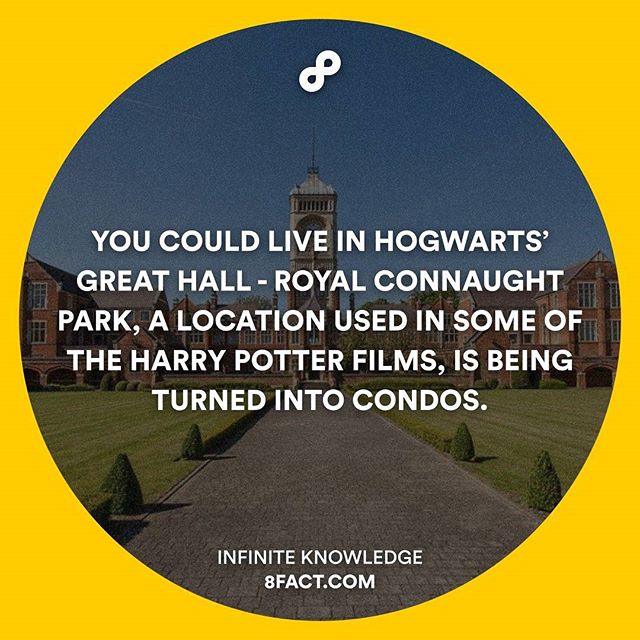 YOU COULD LIVE IN HOGWARTS’
GREAT HALL - ROYAL CONNAUGHT
PARK, A LOCATION USED IN SOME OF
THE HARRY POTTER FILMS, IS BEING
TURNED INTO CONDOS.
INFINITE KNOWLEDGE
8FACT.COM